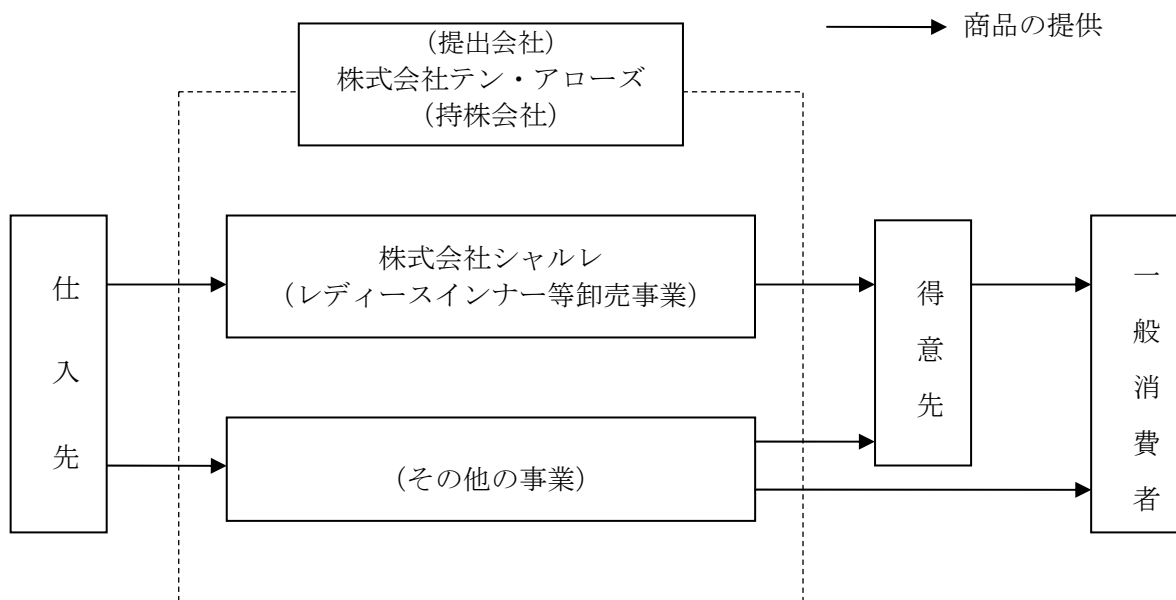 商品の提供
（提出会社）
株式会社テン・アローズ
（持株会社）
仕入先
株式会社シャルレ
（レディースインナー等卸売事業）
（その他の事業）
得意先
一般消費者